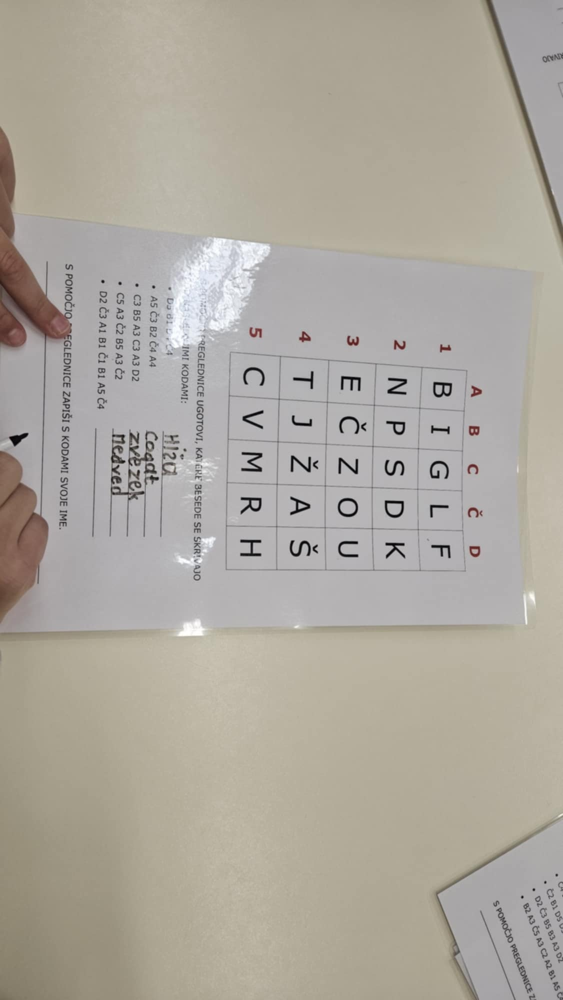 A B C Č D
1 B I G L F
2 N P S D K
3 E Č Z O U
4 T J Ž A Š
5 C V M R H
PREGLEDNICE UGOTOVI, KATERE BESEDE SE SKRIVAJO
KODAMI:
• A5 Č3 B2 Č4 A4
• C3 B5 A3 C3 A3 D2 zvezek
• C5 A3 Č2 B5 A3 Č2 medved
• D2 Č3 A1 B1 Č1 B1 A5 Č4
S POMOČJO PREGLEDNICE ZAPIŠI S KODAMI SVOJE IME.
• D2 Č3 B5 B3 A3 D2
• B2 A3 Č5 A3 C2 A2 B1 A5
S POMOČJO PREGLEDNICE